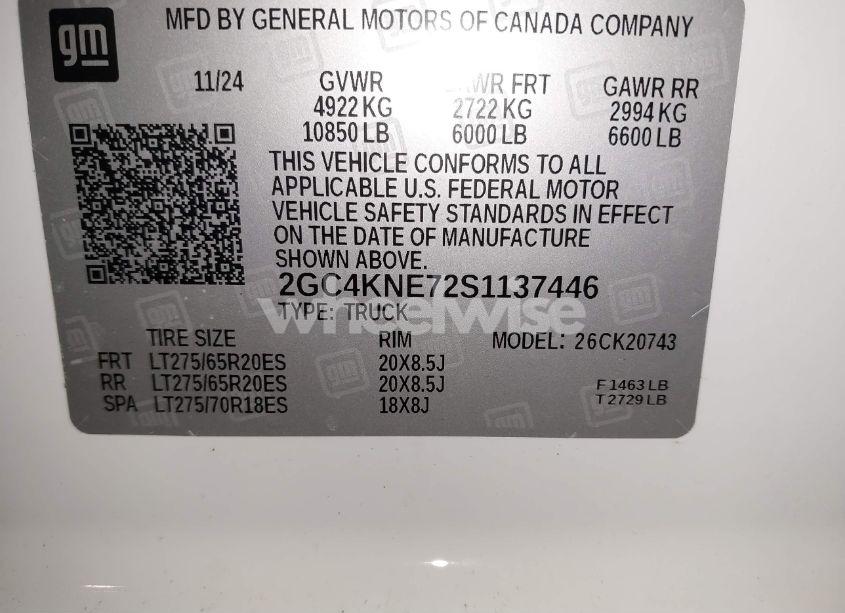 gm
MFD BY GENERAL MOTORS OF CANADA COMPANY
11/24 GVWR WR FRT GAWR RR
4922 KG 2722 KG 2994 KG
10850 LB 6000 LB 6600 LB
THIS VEHICLE CONFORMS TO ALL
APPLICABLE U.S. FEDERAL MOTOR
VEHICLE SAFETY STANDARDS IN EFFECT
ON THE DATE OF MANUFACTURE
SHOWN ABOVE.
2GC4KNE72S1137446
wheelwise
TYPE: TRUCK
TIRE SIZE RIM MODEL: 26CK20743
FRT LT275/65R20ES 20X8.5J
RR LT275/65R20ES 20X8.5J F 1463 LB
SPA LT275/70R18ES 18X8J T 2729 LB